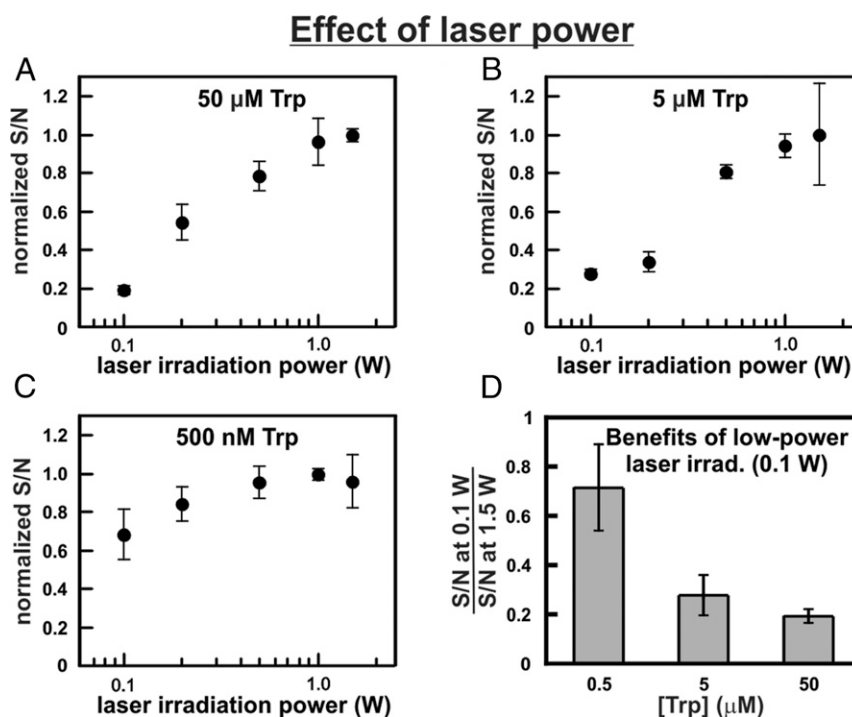 Effect of laser power
A
50 µM Trp
normalized S/N
1.2
1.0
0.8
0.6
0.4
0.2
0
0.1
1.0
laser irradiation power (W)
B
5 µM Trp
normalized S/N
1.2
1.0
0.8
0.6
0.4
0.2
0
0.1
1.0
laser irradiation power (W)
C
500 nM Trp
normalized S/N
1.2
1.0
0.8
0.6
0.4
0.2
0
0.1
1.0
laser irradiation power (W)
D
Benefits of low-power
laser irrad. (0.1 W)
S/N at 0.1 W
S/N at 1.5 W
1
0.8
0.6
0.4
0.2
0
0.5
5
50
[Trp] (µM)